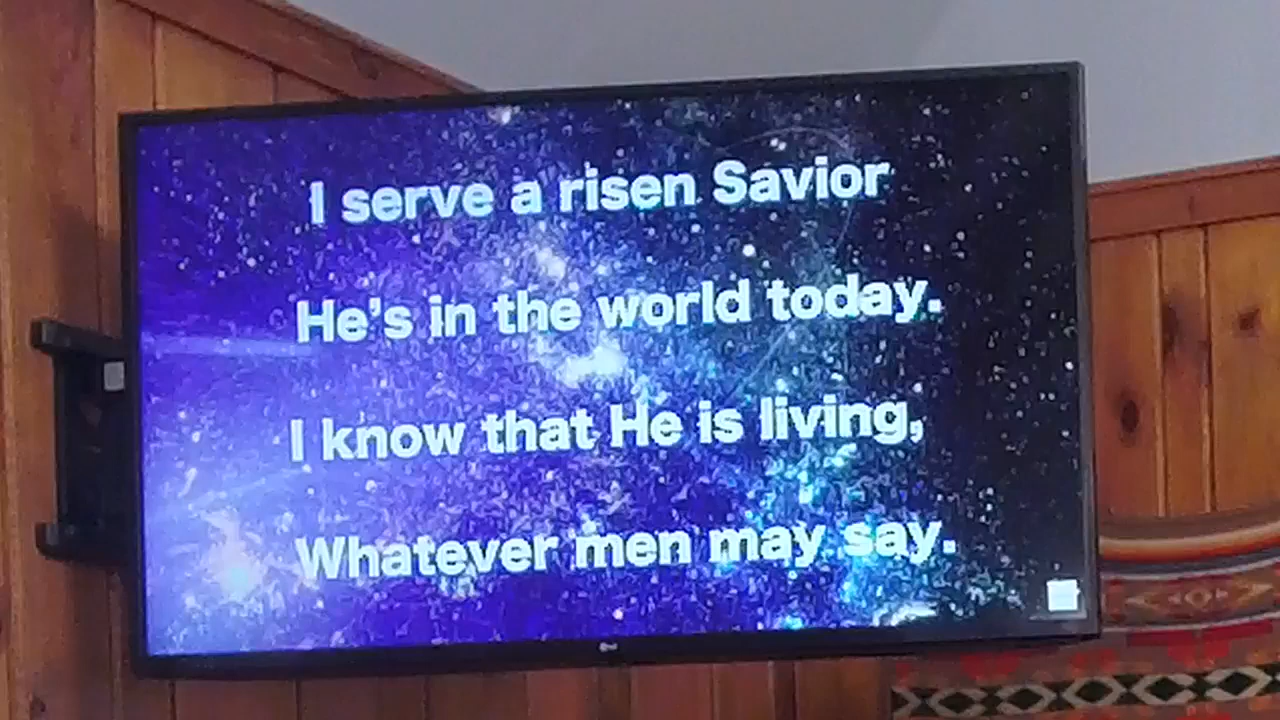 I serve a risen Savior
He's in the world today.
I know that He is living,
Whatever men may say.